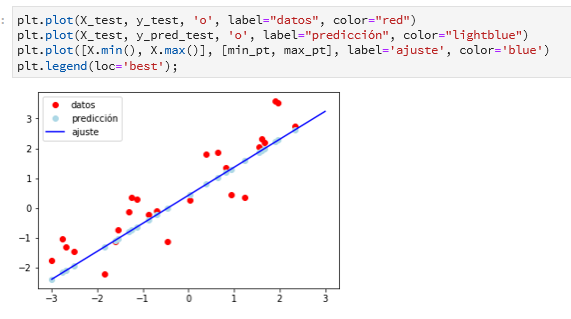 : plt.plot(X_test, y_test, 'o', label="datos", color="red")
plt.plot(X_test, y_pred_test, 'o', label="predicción", color="lightblue")
plt.plot([X.min(), X.max()], [min_pt, max_pt], label='ajuste', color='blue')
plt.legend(loc='best');
datos
predicción
ajuste
3
2
1
0
−1
−2
−3 −2 −1 0 1 2 3